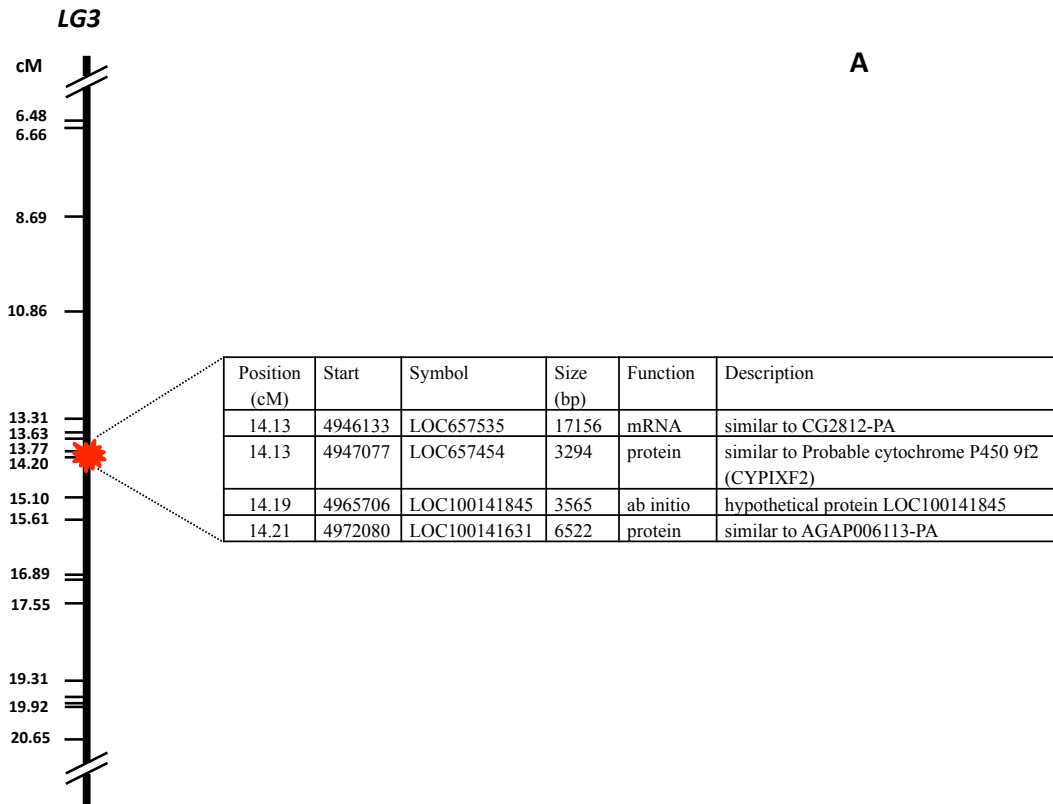 LG3
cM
A
6.48
6.66
8.69
10.86
13.31
13.63
13.77
14.20
15.10
15.61
16.89
17.55
19.31
19.92
20.65
Position Start Symbol Size Function Description
(cM) (bp)
14.13 4946133 LOC657535 17156 mRNA similar to CG2812-PA
14.13 4947077 LOC657454 3294 protein similar to Probable cytochrome P450 9f2
(CYPIXF2)
14.19 4965706 LOC100141845 3565 ab initio hypothetical protein LOC100141845
14.21 4972080 LOC100141631 6522 protein similar to AGAP006113-PA